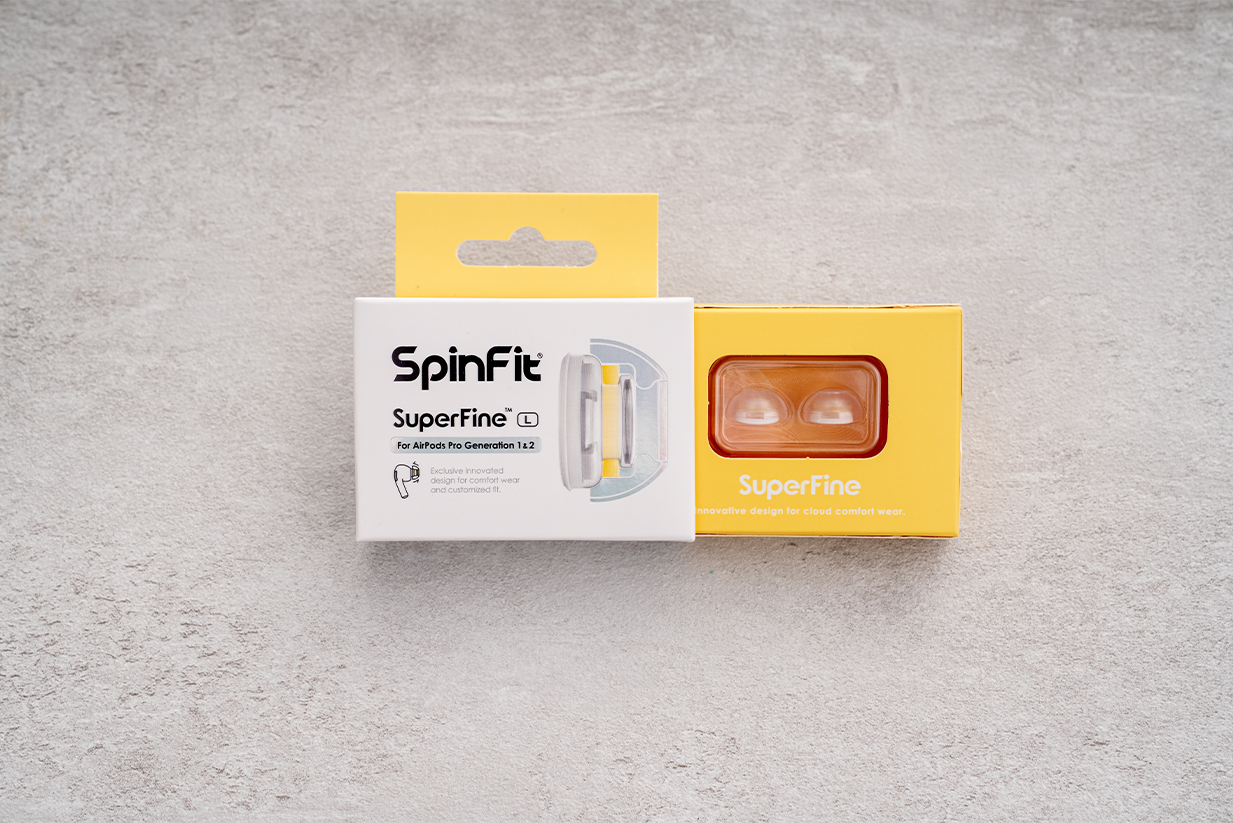 SpinFit®
SuperFine™ L
For AirPods Pro Generation 1 & 2
Exclusive innovated
design for comfort wear
and customized fit.
SuperFine
Innovative design for cloud comfort wear.